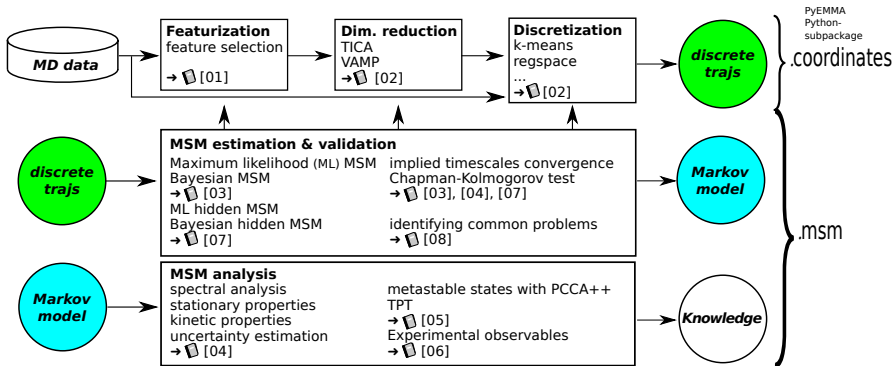 PyEMMA
Python-
subpackage
Featurization
feature selection
→ [01]
Dim. reduction
TICA
VAMP
→ [02]
Discretization
k-means
regspace
...
→ [02]
MD data
discrete
trajs
.coordinates
discrete
trajs
MSM estimation & validation
Maximum likelihood (ML) MSM
Bayesian MSM
→ [03]
ML hidden MSM
Bayesian hidden MSM
→ [07]
implied timescales convergence
Chapman-Kolmogorov test
→ [03], [04], [07]
identifying common problems
→ [08]
Markov
model
.msm
Markov
model
MSM analysis
spectral analysis
stationary properties
kinetic properties
uncertainty estimation
→ [04]
metastable states with PCCA++
TPT
→ [05]
Experimental observables
→ [06]
Knowledge